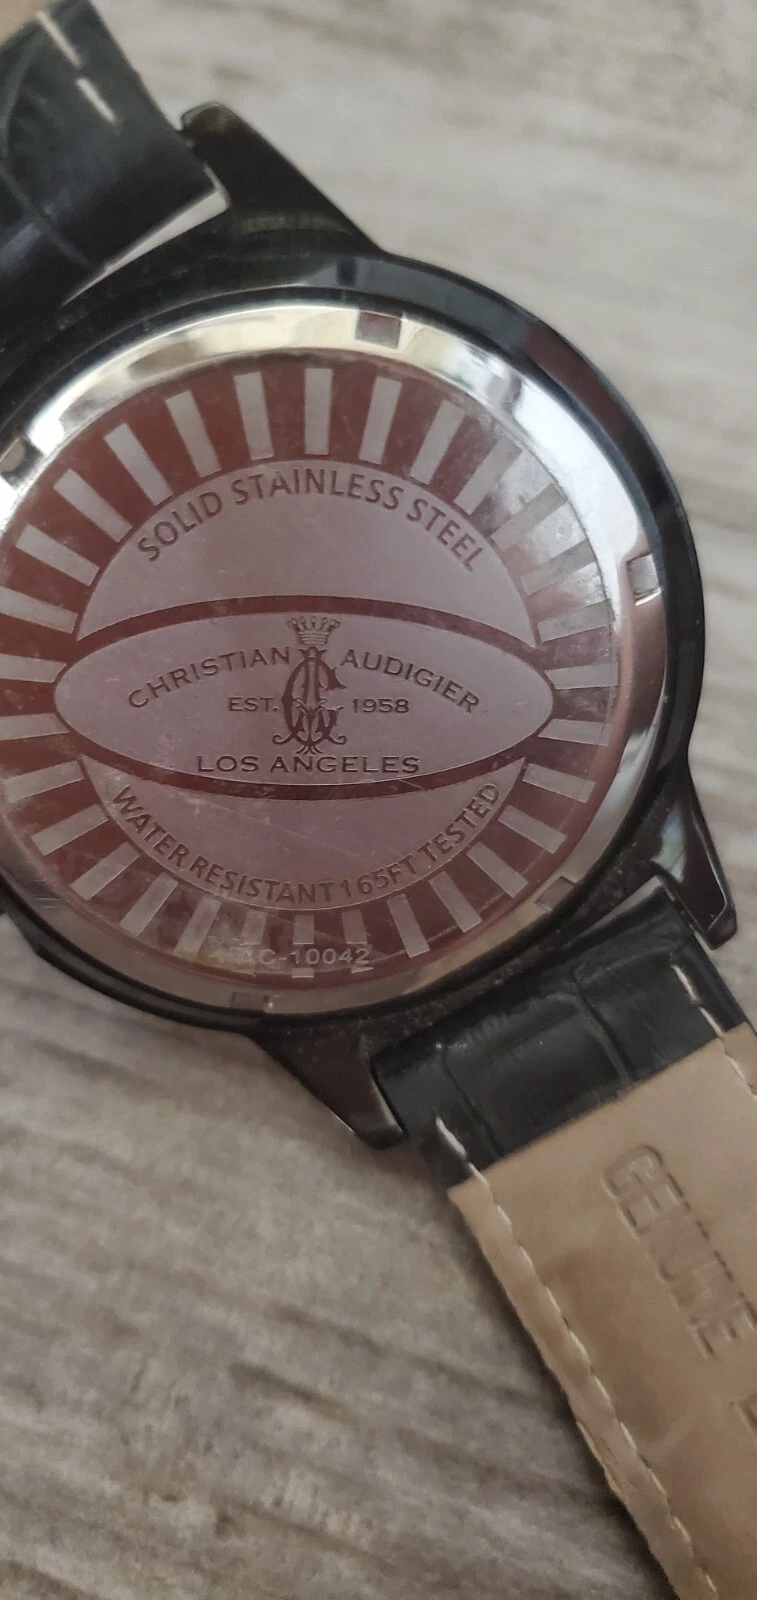 SOLID STAINLESS STEEL
CHRISTIAN AUDIGIER
EST. 1958
LOS ANGELES
WATER RESISTANT 165FT TESTED
AC-10042
GENUINE